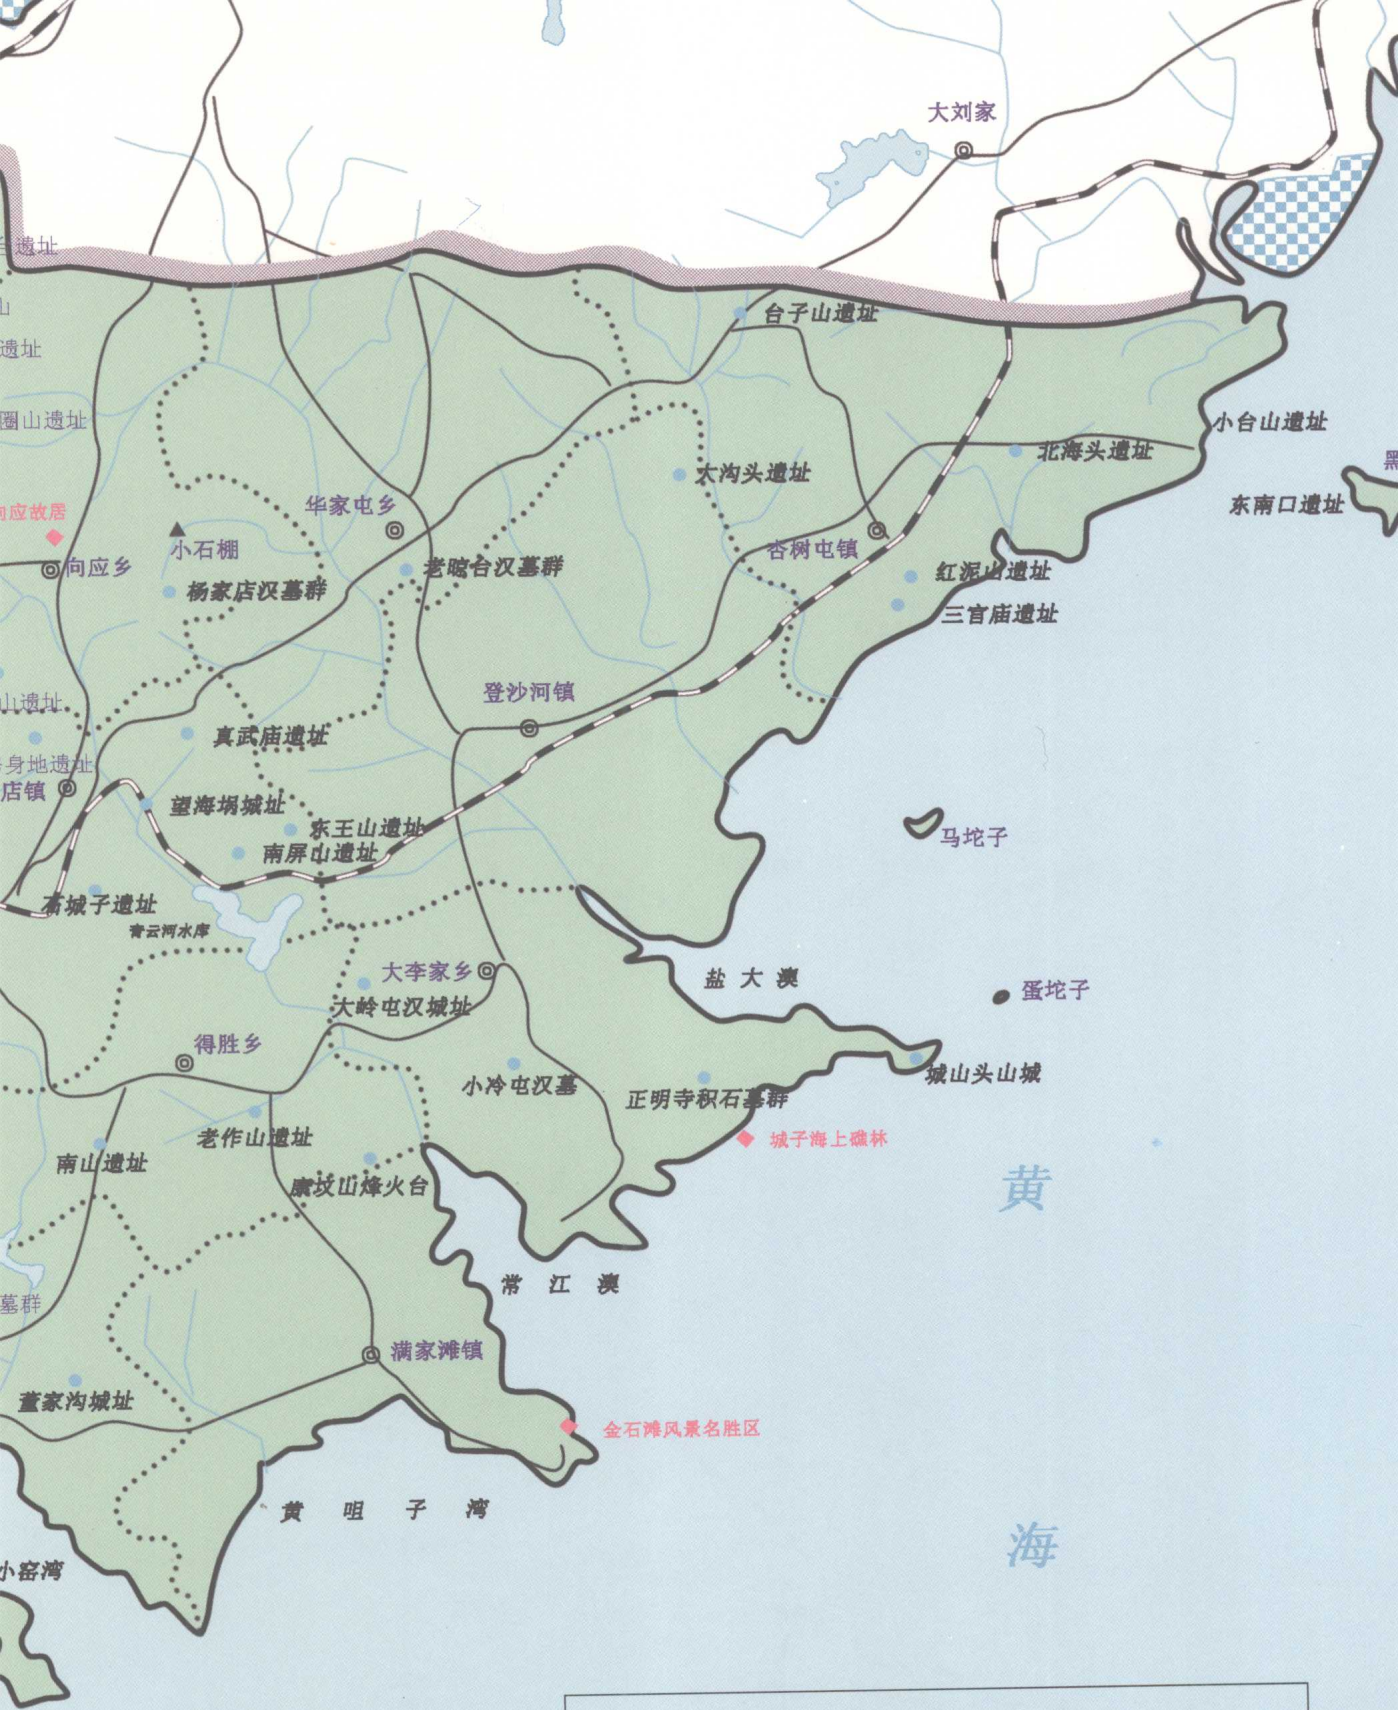 大刘家
遗址
山
台子山遗址
遗址
圈山遗址
小台山遗址
北海头遗址
黑
大沟头遗址
东南口遗址
向应故居
华家屯乡
小石棚
杏树屯镇
向应乡
老晾台汉墓群
红泥山遗址
杨家店汉墓群
三官庙遗址
登沙河镇
山遗址
真武庙遗址
身地遗址
店镇
望海埚城址
东王山遗址
马坨子
南屏山遗址
高城子遗址
青云河水库
大李家乡
盐大澳
蛋坨子
大岭屯汉城址
得胜乡
城山头山城
小冷屯汉墓
正明寺积石墓群
老作山遗址
城子海上礁林
南山遗址
康坟山烽火台
黄
常江澳
墓群
满家滩镇
董家沟城址
金石滩风景名胜区
黄咀子湾
海
小窑湾